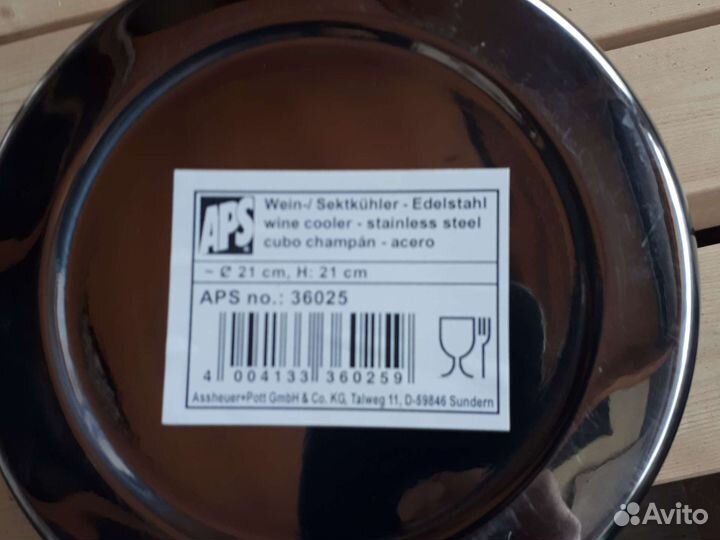 APS
Wein-/ Sektkühler - Edelstahl
wine cooler - stainless steel
cubo champán - acero
~ Ø 21 cm, H: 21 cm
APS no.: 36025
4 004133 360259
Assheuer+Pott GmbH & Co. KG, Talweg 11, D-59846 Sundern
Avito